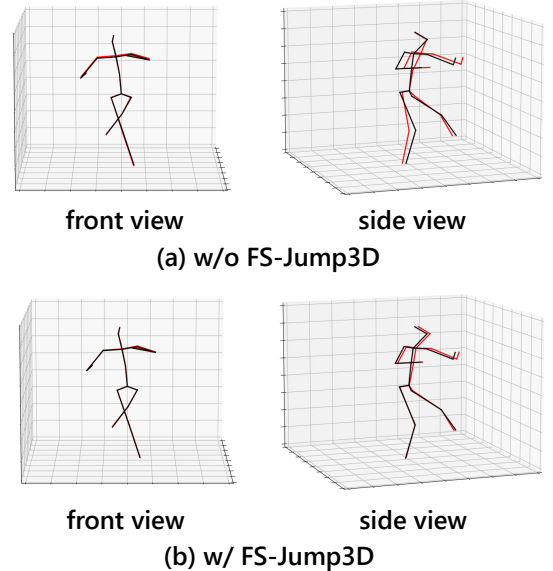 front view
side view
(a) w/o FS-Jump3D
front view
side view
(b) w/ FS-Jump3D